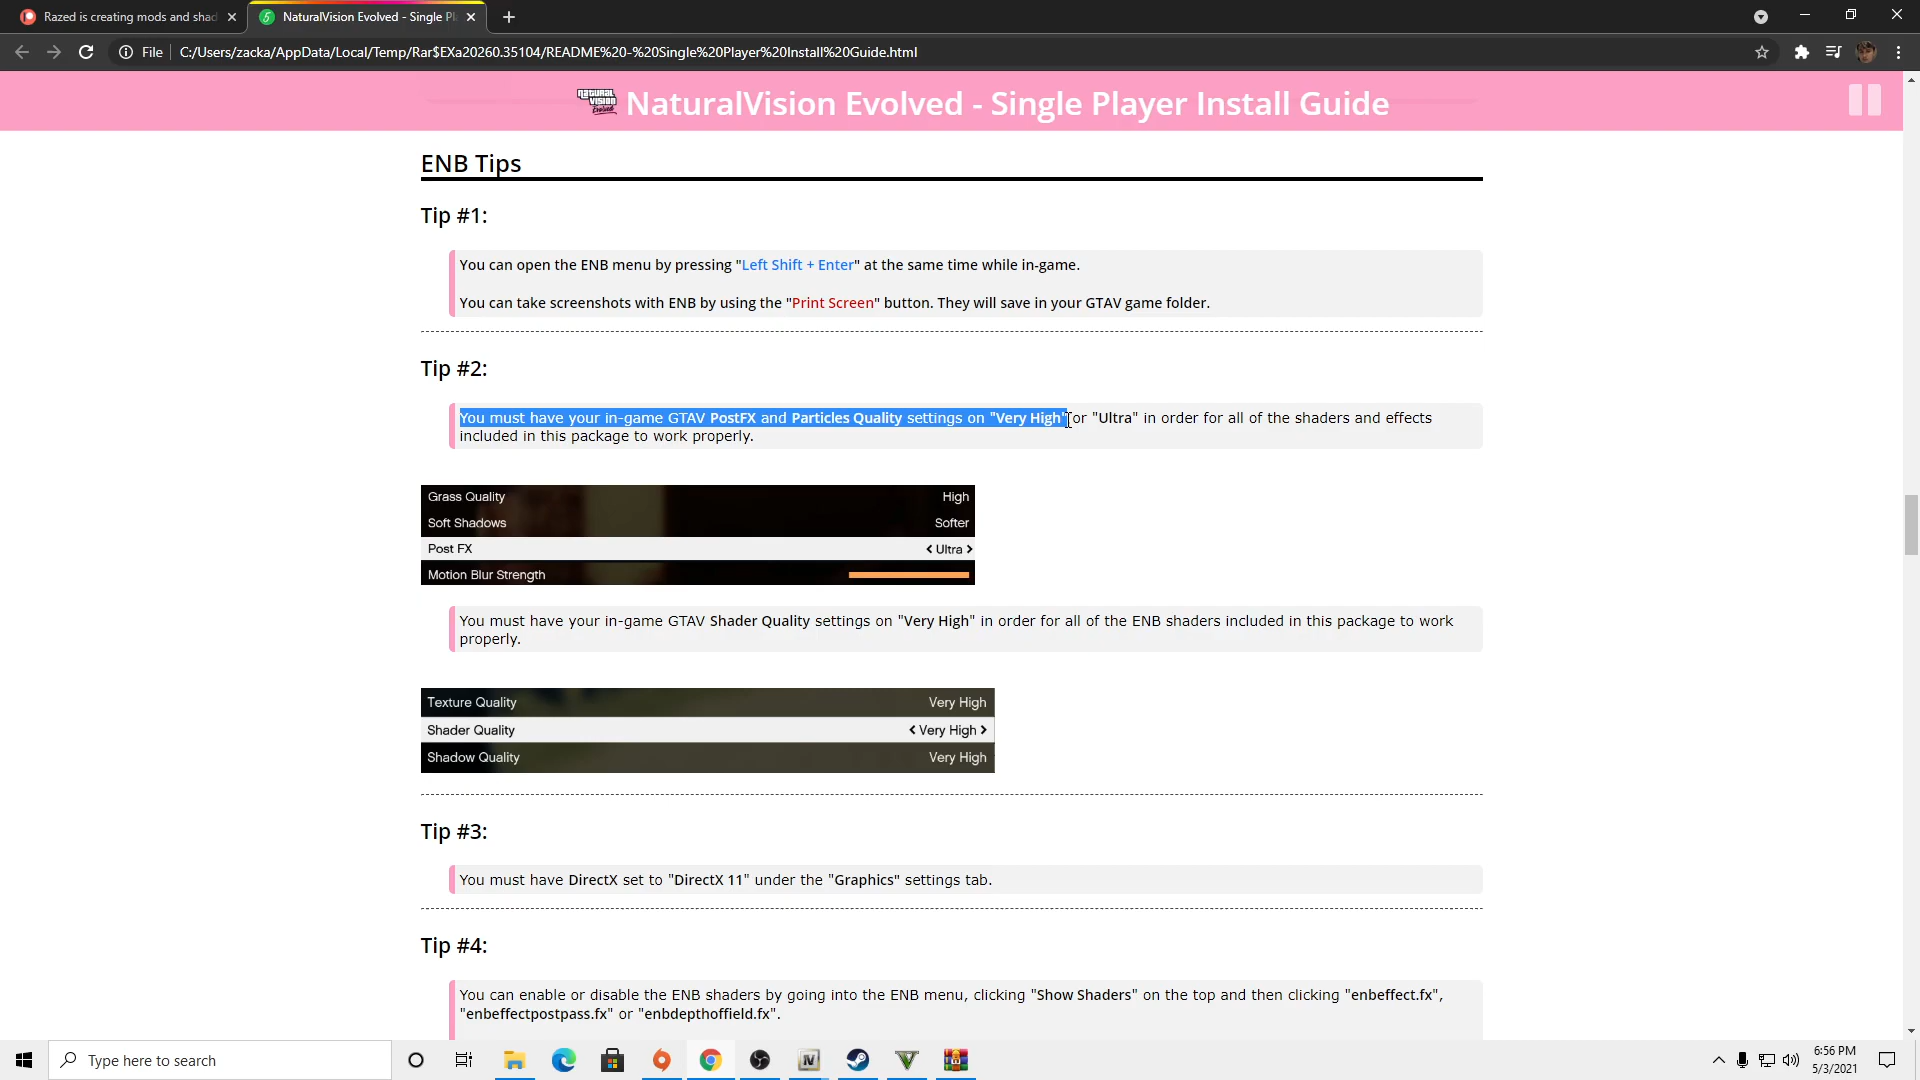 Razed is creating mods and shad
NaturalVision Evolved - Single Pl
File
C:/Users/zacka/AppData/Local/Temp/Rar$EXa20260.35104/README%20-%20Single%20Player%20Install%20Guide.html
NATURAL VISION Evolved
NaturalVision Evolved - Single Player Install Guide
ENB Tips
Tip #1:
You can open the ENB menu by pressing "Left Shift + Enter" at the same time while in-game.
You can take screenshots with ENB by using the "Print Screen" button. They will save in your GTAV game folder.
Tip #2:
You must have your in-game GTAV PostFX and Particles Quality settings on "Very High" or "Ultra" in order for all of the shaders and effects
included in this package to work properly.
Grass Quality High
Soft Shadows Softer
Post FX < Ultra >
Motion Blur Strength
You must have your in-game GTAV Shader Quality settings on "Very High" in order for all of the ENB shaders included in this package to work
properly.
Texture Quality Very High
Shader Quality < Very High >
Shadow Quality Very High
Tip #3:
You must have DirectX set to "DirectX 11" under the "Graphics" settings tab.
Tip #4:
You can enable or disable the ENB shaders by going into the ENB menu, clicking "Show Shaders" on the top and then clicking "enbeffect.fx",
"enbeffectpostpass.fx" or "enbdepthoffield.fx".
Type here to search
6:56 PM
5/3/2021